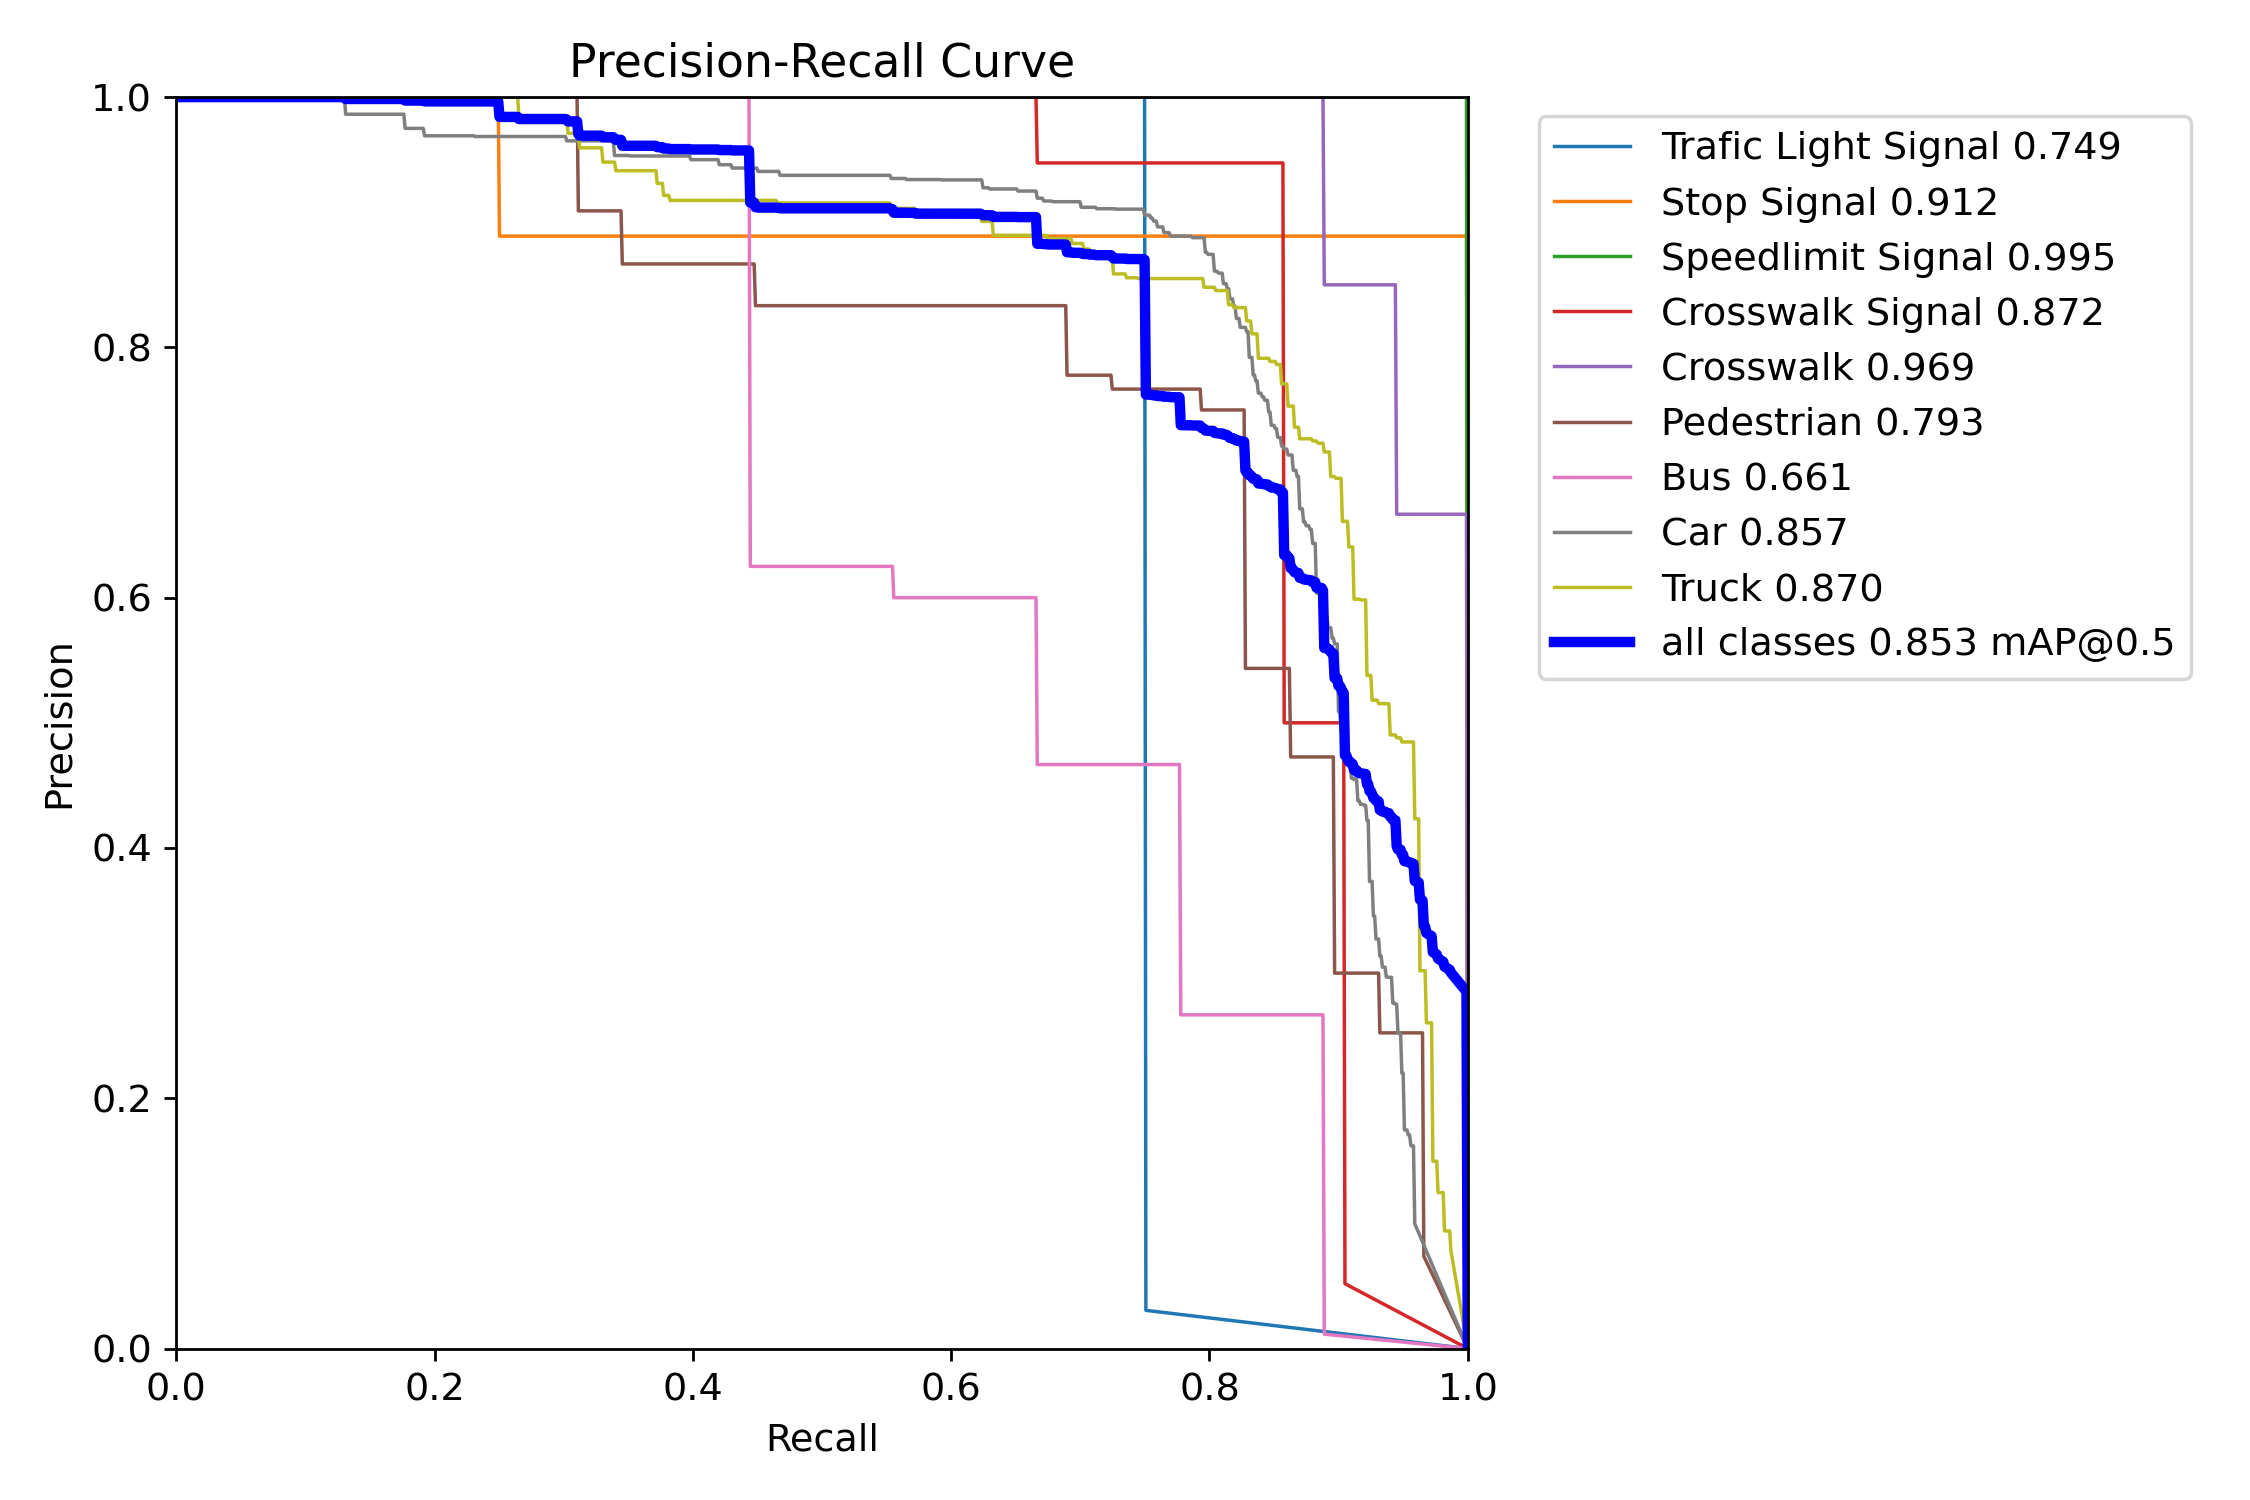 Precision-Recall Curve
1.0
0.8
0.6
0.4
0.2
0.0
Precision
0.0 0.2 0.4 0.6 0.8 1.0
Recall
Trafic Light Signal 0.749
Stop Signal 0.912
Speedlimit Signal 0.995
Crosswalk Signal 0.872
Crosswalk 0.969
Pedestrian 0.793
Bus 0.661
Car 0.857
Truck 0.870
all classes 0.853 mAP@0.5